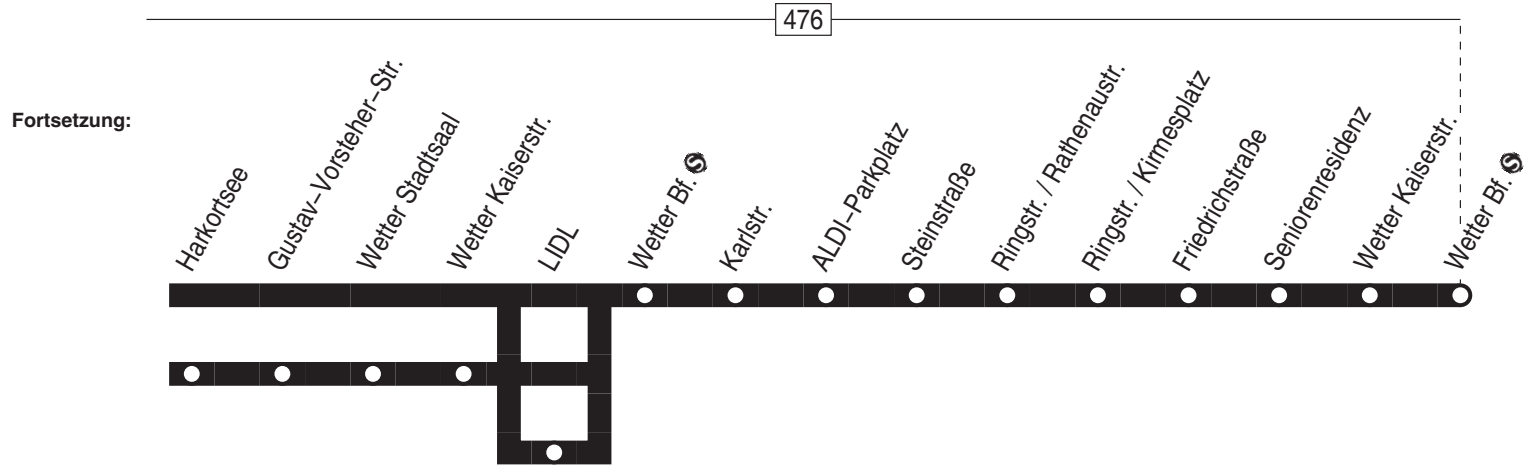 476
Fortsetzung:
Harkortsee
Gustav–Vorsteher–Str.
Wetter Stadtsaal
Wetter Kaiserstr.
LIDL
Wetter Bf. S
Karlstr.
ALDI–Parkplatz
Steinstraße
Ringstr. / Rathenaustr.
Ringstr. / Kirmesplatz
Friedrichstraße
Seniorenresidenz
Wetter Kaiserstr.
Wetter Bf. S